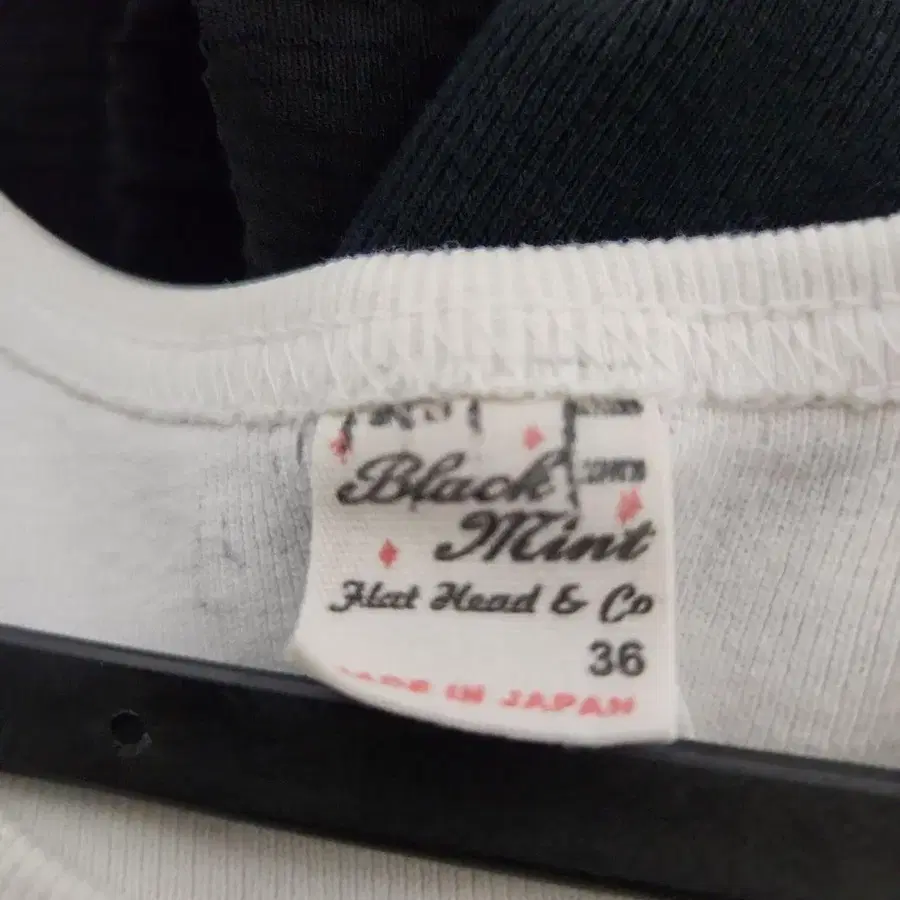 Black
Mint
Flat Head & Co
36
MADE IN JAPAN